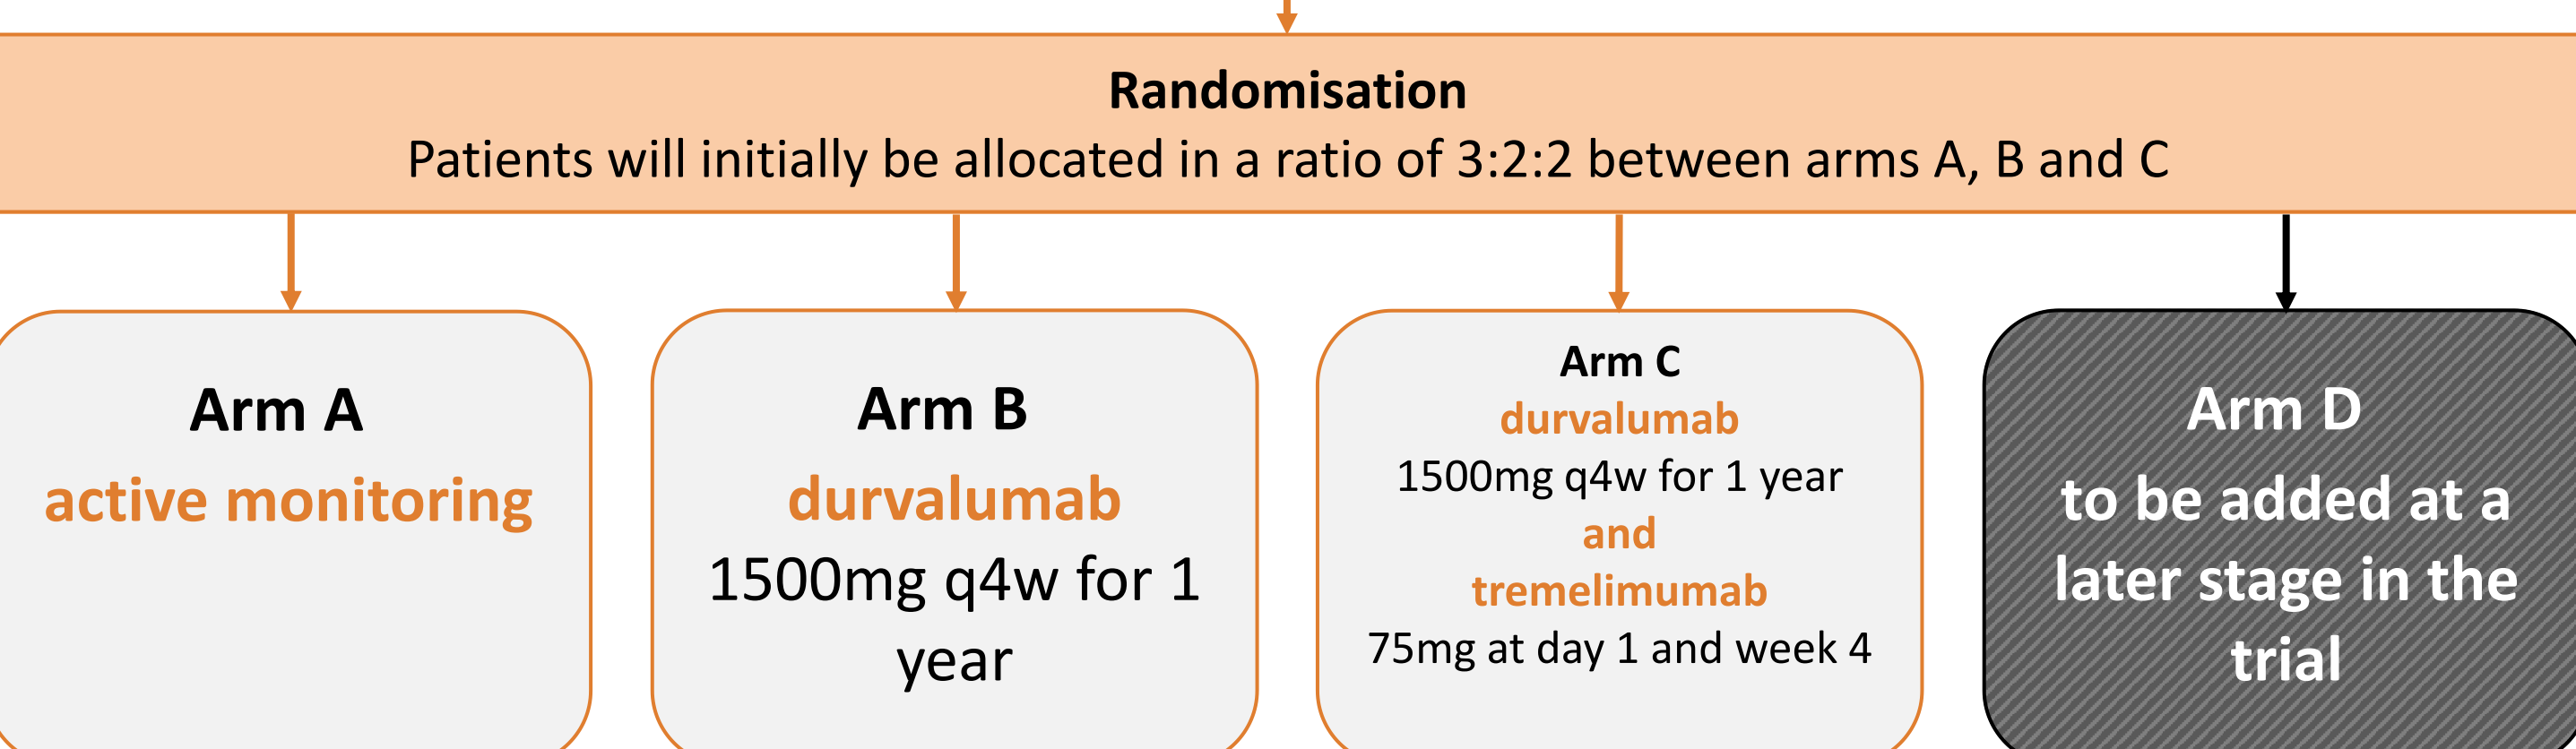 Randomisation
Patients will initially be allocated in a ratio of 3:2:2 between arms A, B and C
Arm A
active monitoring
Arm B
durvalumab
1500mg q4w for 1
year
Arm C
durvalumab
1500mg q4w for 1 year
and
tremelimumab
75mg at day 1 and week 4
Arm D
to be added at a
later stage in the
trial